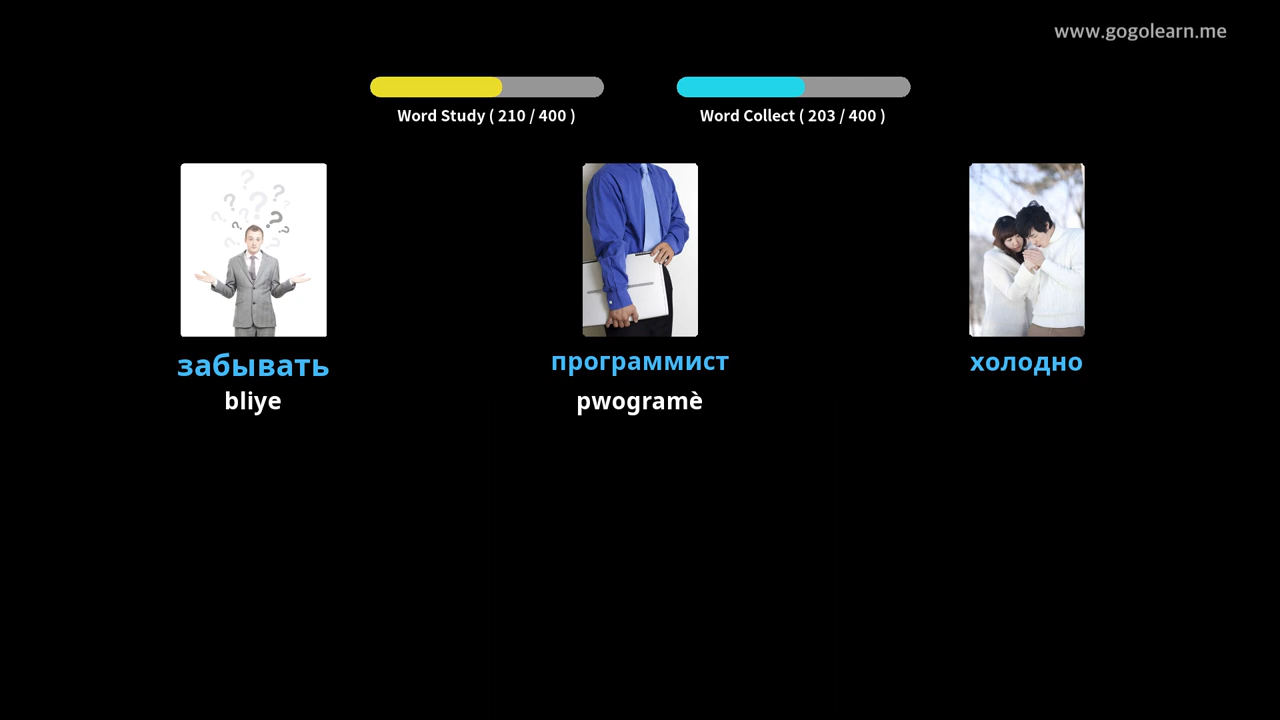 www.gogolearn.me
Word Study ( 210 / 400 )
Word Collect ( 203 / 400 )
забывать
bliye
программист
pwogramè
холодно